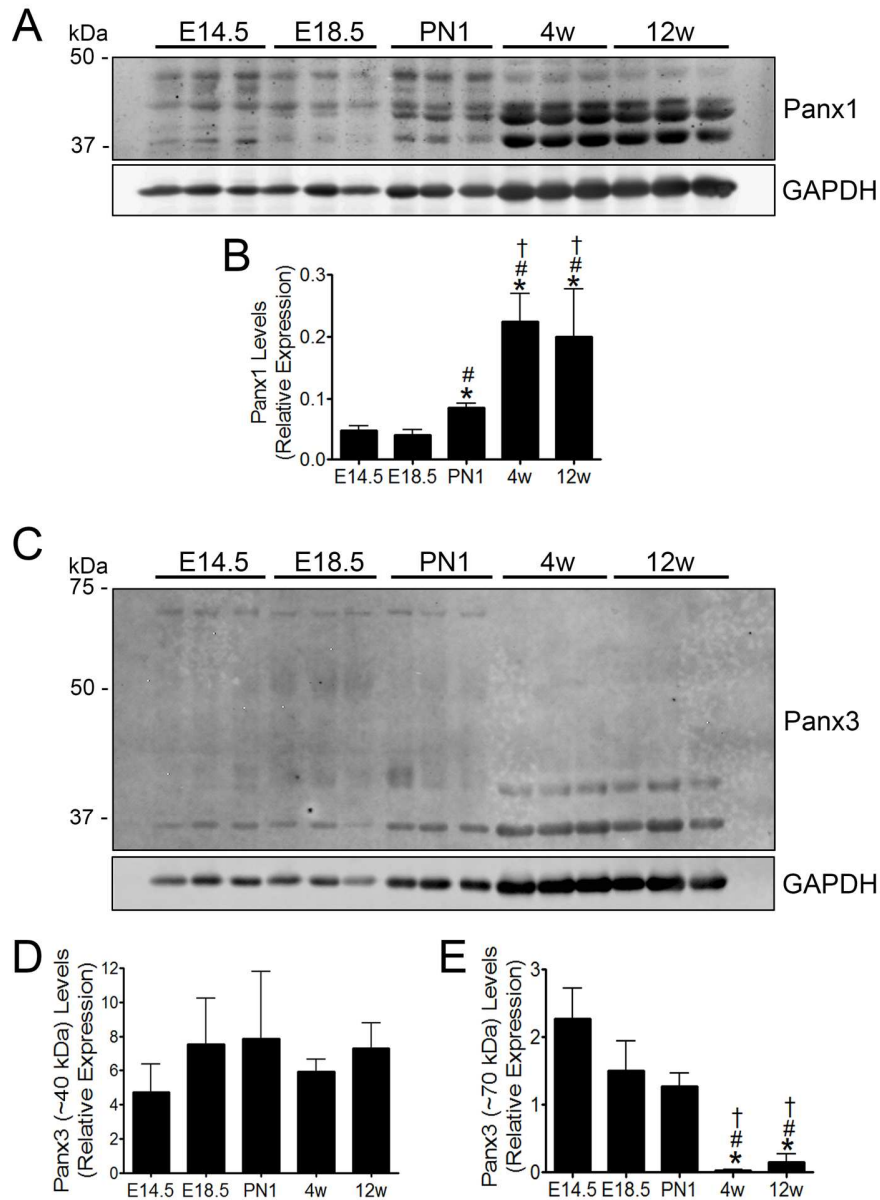 A
kDa E14.5 E18.5 PN1 4w 12w
50 -
Panx1
37 -
GAPDH
B
Panx1 Levels
(Relative Expression)
0.3
0.2
0.1
0.0
# *
† # *
† # *
E14.5 E18.5 PN1 4w 12w
C
kDa E14.5 E18.5 PN1 4w 12w
75 -
50 -
Panx3
37 -
GAPDH
D
Panx3 (~40 kDa) Levels
(Relative Expression)
12
10
8
6
4
2
0
E14.5 E18.5 PN1 4w 12w
E
Panx3 (~70 kDa) Levels
(Relative Expression)
3
2
1
0
† # *
† # *
E14.5 E18.5 PN1 4w 12w